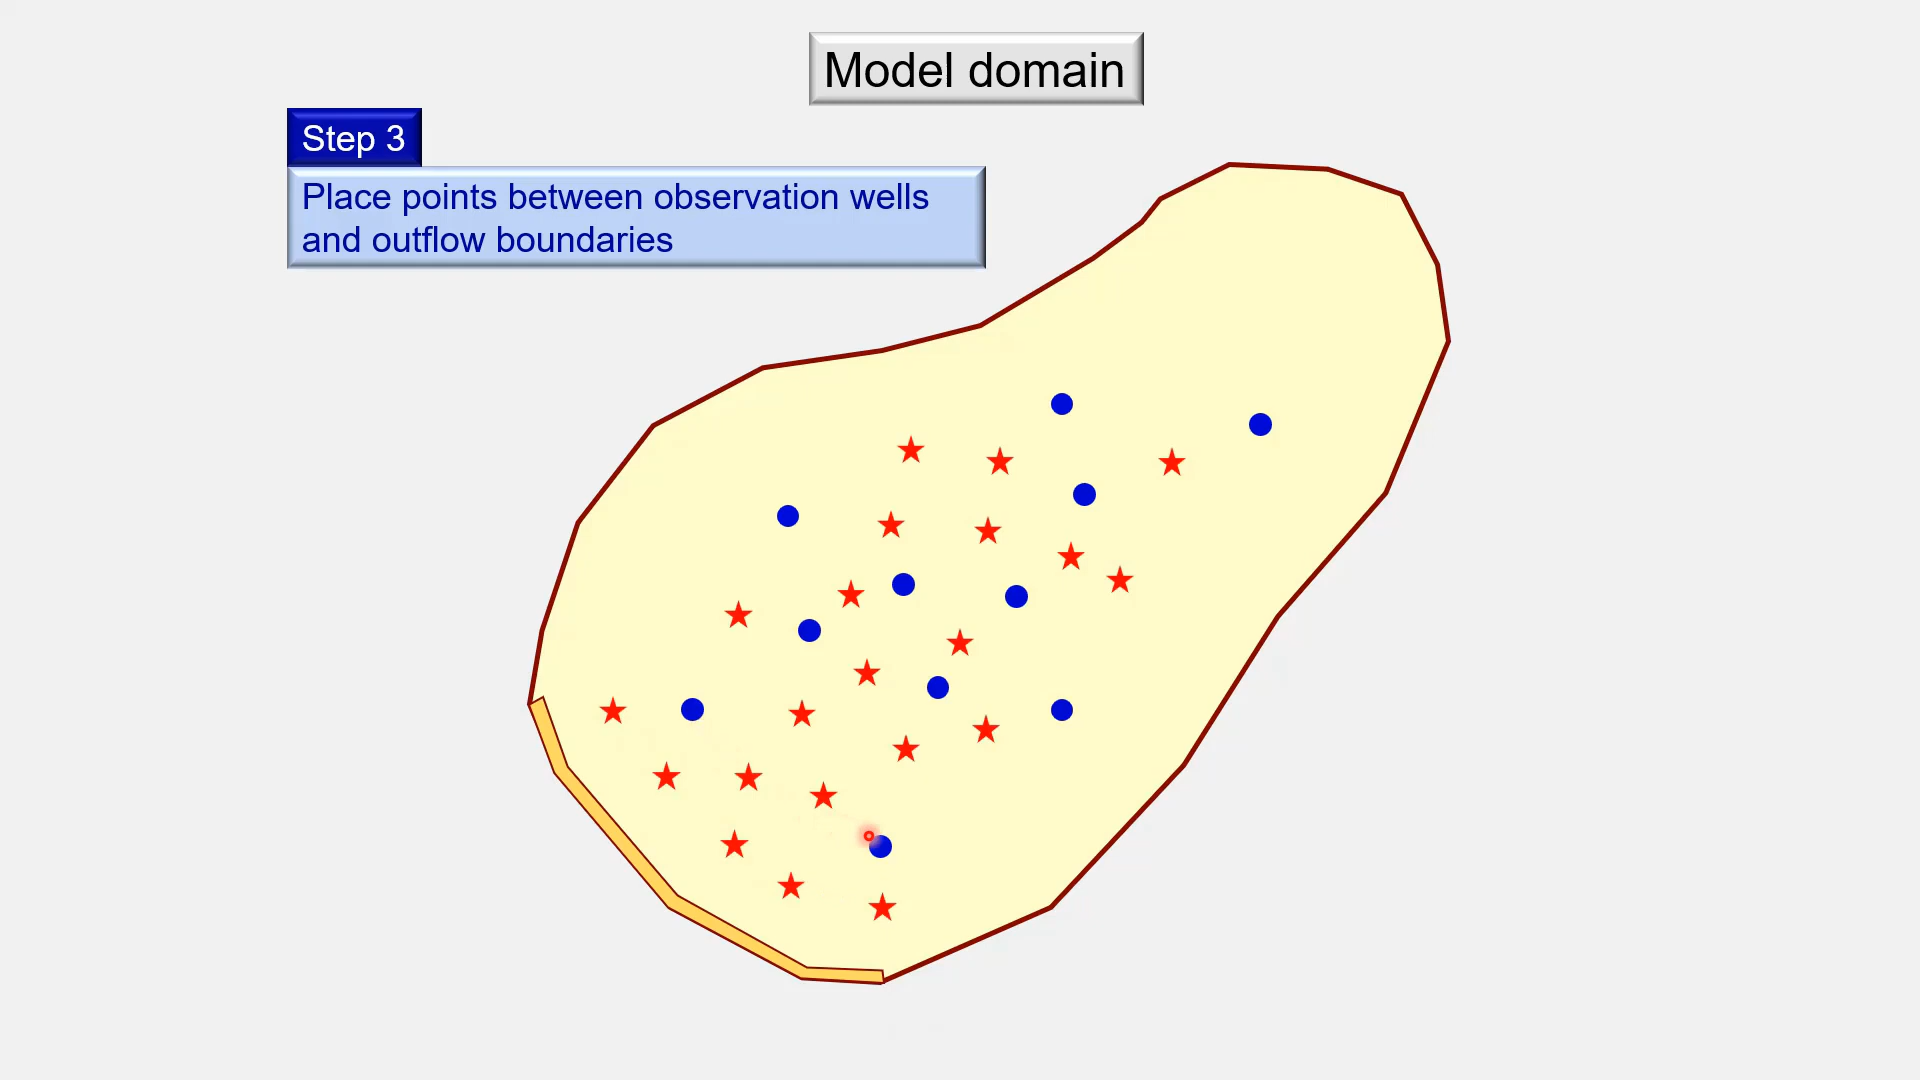 Model domain
Step 3
Place points between observation wells
and outflow boundaries